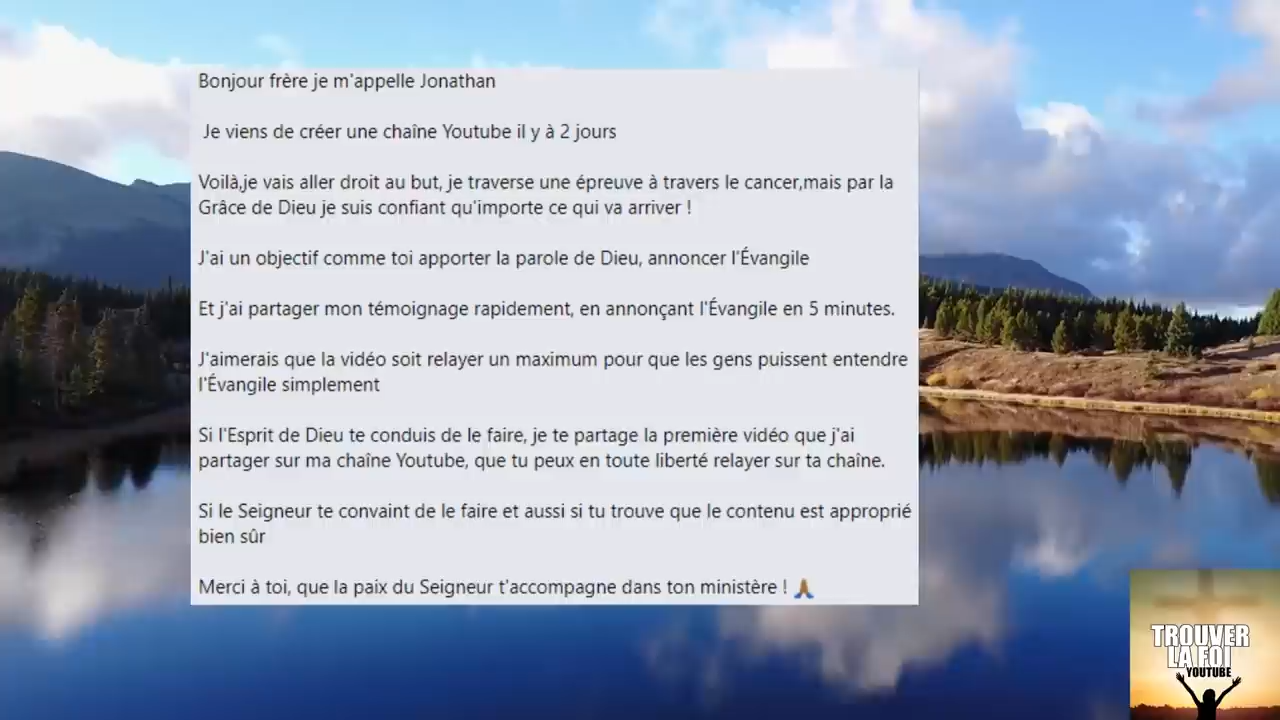 Bonjour frère je m'appelle Jonathan
Je viens de créer une chaîne Youtube il y à 2 jours
Voilà,je vais aller droit au but, je traverse une épreuve à travers le cancer,mais par la
Grâce de Dieu je suis confiant qu'importe ce qui va arriver !
J'ai un objectif comme toi apporter la parole de Dieu, annoncer l'Évangile
Et j'ai partager mon témoignage rapidement, en annonçant l'Évangile en 5 minutes.
J'aimerais que la vidéo soit relayer un maximum pour que les gens puissent entendre
l'Évangile simplement
Si l'Esprit de Dieu te conduis de le faire, je te partage la première vidéo que j'ai
partager sur ma chaîne Youtube, que tu peux en toute liberté relayer sur ta chaîne.
Si le Seigneur te convaint de le faire et aussi si tu trouve que le contenu est approprié
bien sûr
Merci à toi, que la paix du Seigneur t'accompagne dans ton ministère ! 🙏🏾
TROUVER
LA FOI
YOUTUBE